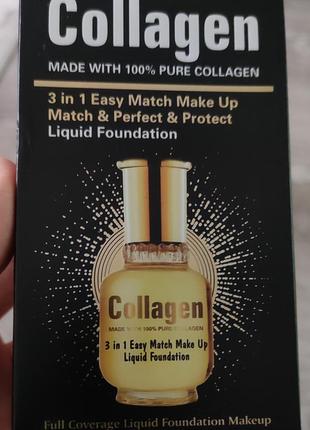 Collagen
MADE WITH 100% PURE COLLAGEN
3 in 1 Easy Match Make Up
Match & Perfect & Protect
Liquid Foundation
Collagen
MADE WITH 100% PURE COLLAGEN
3 in 1 Easy Match Make Up
Liquid Foundation
Full Coverage Liquid Foundation Makeup